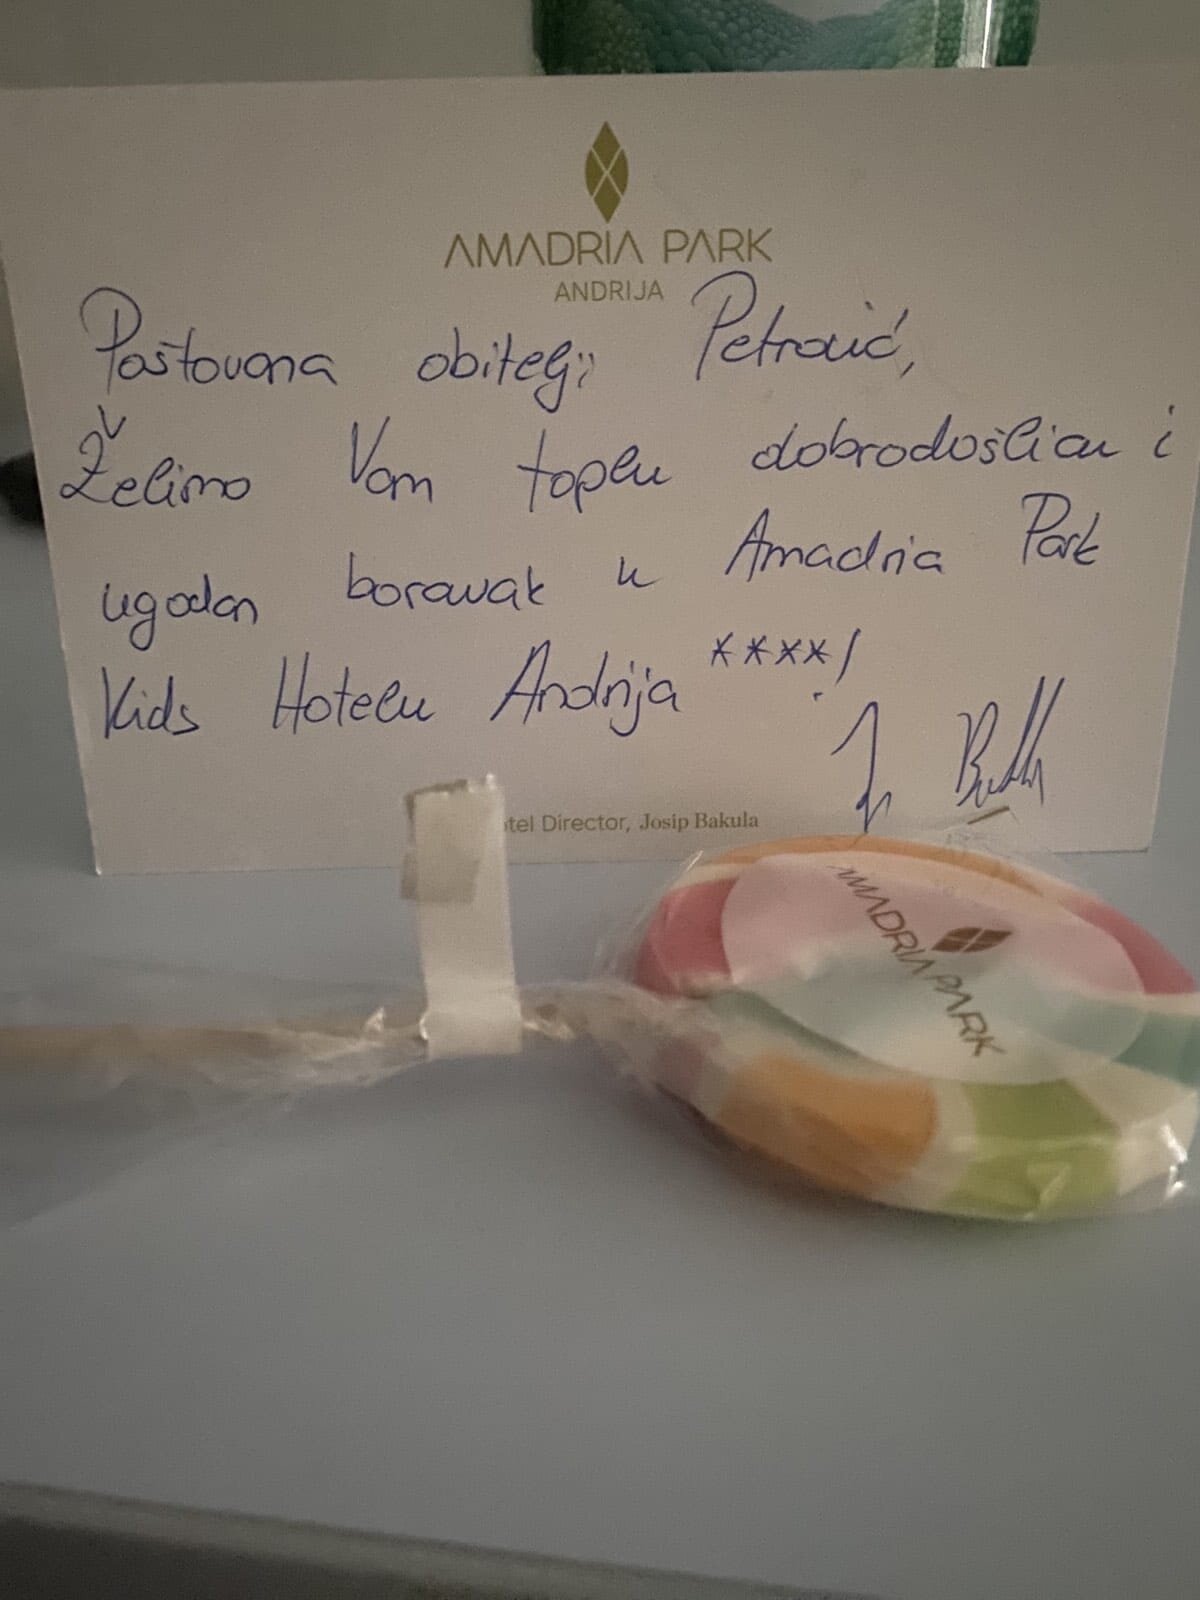 AMADRIA PARK
ANDRIJA
Poštovana obitelji Petrović,
Želimo Vam toplu dobrodošlicu i
ugodan boravak u Amadria Park
Kids Hotelu Andrija ****!
tel Director, Josip Bakula
AMADRIA PARK